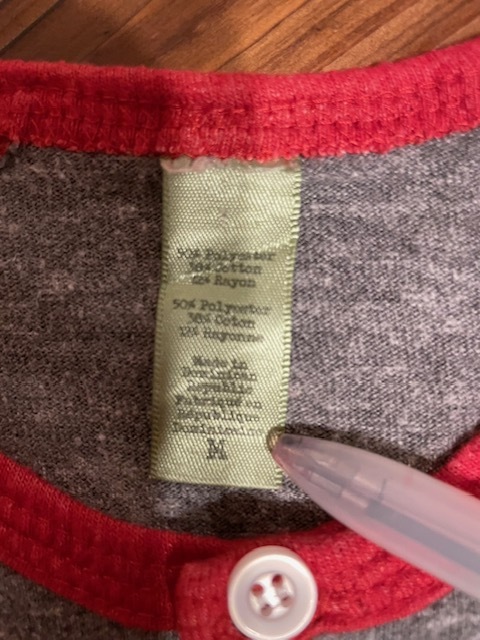 50% Polyester
38% Cotton
12% Rayon
50% Polyester
38% Coton
12% Rayonne
Made in
Dominican
Republic
Fabriqué en
République
Dominicaine
M